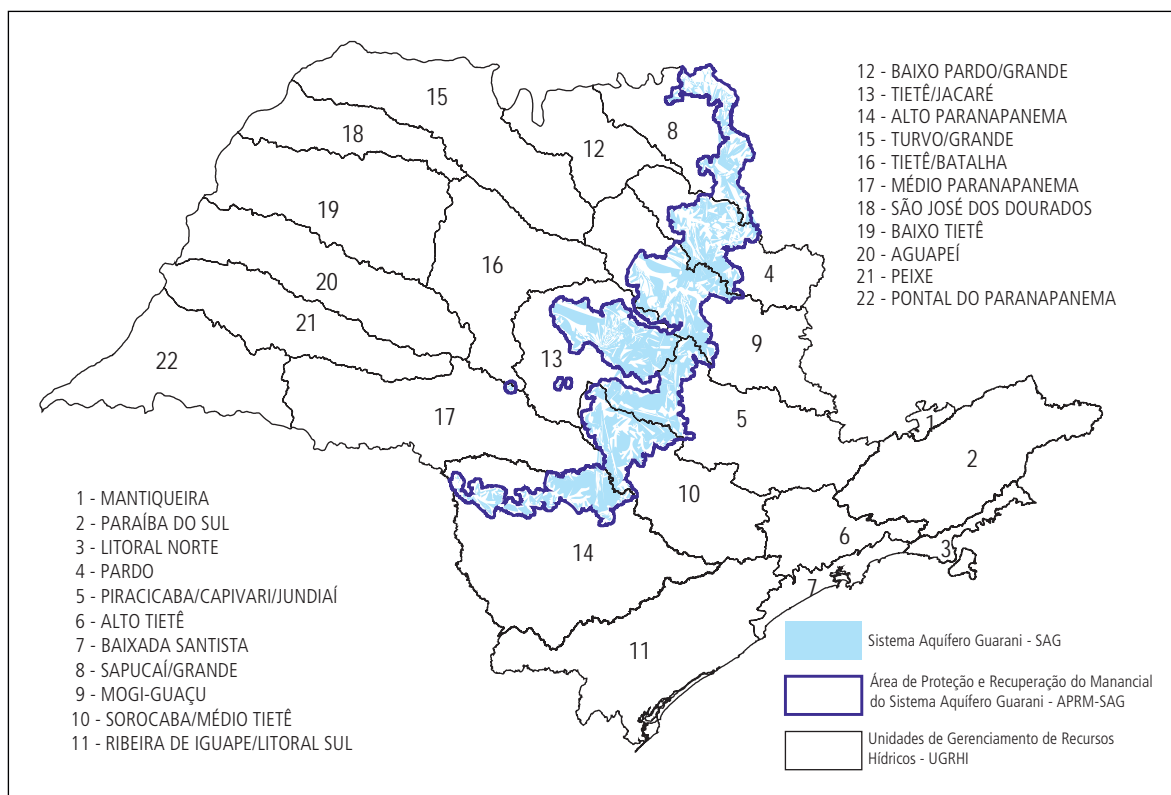 12 - BAIXO PARDO/GRANDE
13 - TIETÊ/JACARÉ
14 - ALTO PARANAPANEMA
15 - TURVO/GRANDE
16 - TIETÊ/BATALHA
17 - MÉDIO PARANAPANEMA
18 - SÃO JOSÉ DOS DOURADOS
19 - BAIXO TIETÊ
20 - AGUAPEÍ
21 - PEIXE
22 - PONTAL DO PARANAPANEMA
15
8
18
12
19
16
4
20
21
9
13
22
17
5
1
2
10
6
3
14
7
11
1 - MANTIQUEIRA
2 - PARAÍBA DO SUL
3 - LITORAL NORTE
4 - PARDO
5 - PIRACICABA/CAPIVARI/JUNDIAÍ
6 - ALTO TIETÊ
7 - BAIXADA SANTISTA
8 - SAPUCAÍ/GRANDE
9 - MOGI-GUAÇU
10 - SOROCABA/MÉDIO TIETÊ
11 - RIBEIRA DE IGUAPE/LITORAL SUL
Sistema Aquífero Guarani - SAG
Área de Proteção e Recuperação do Manancial
do Sistema Aquífero Guarani - APRM-SAG
Unidades de Gerenciamento de Recursos
Hídricos - UGRHI